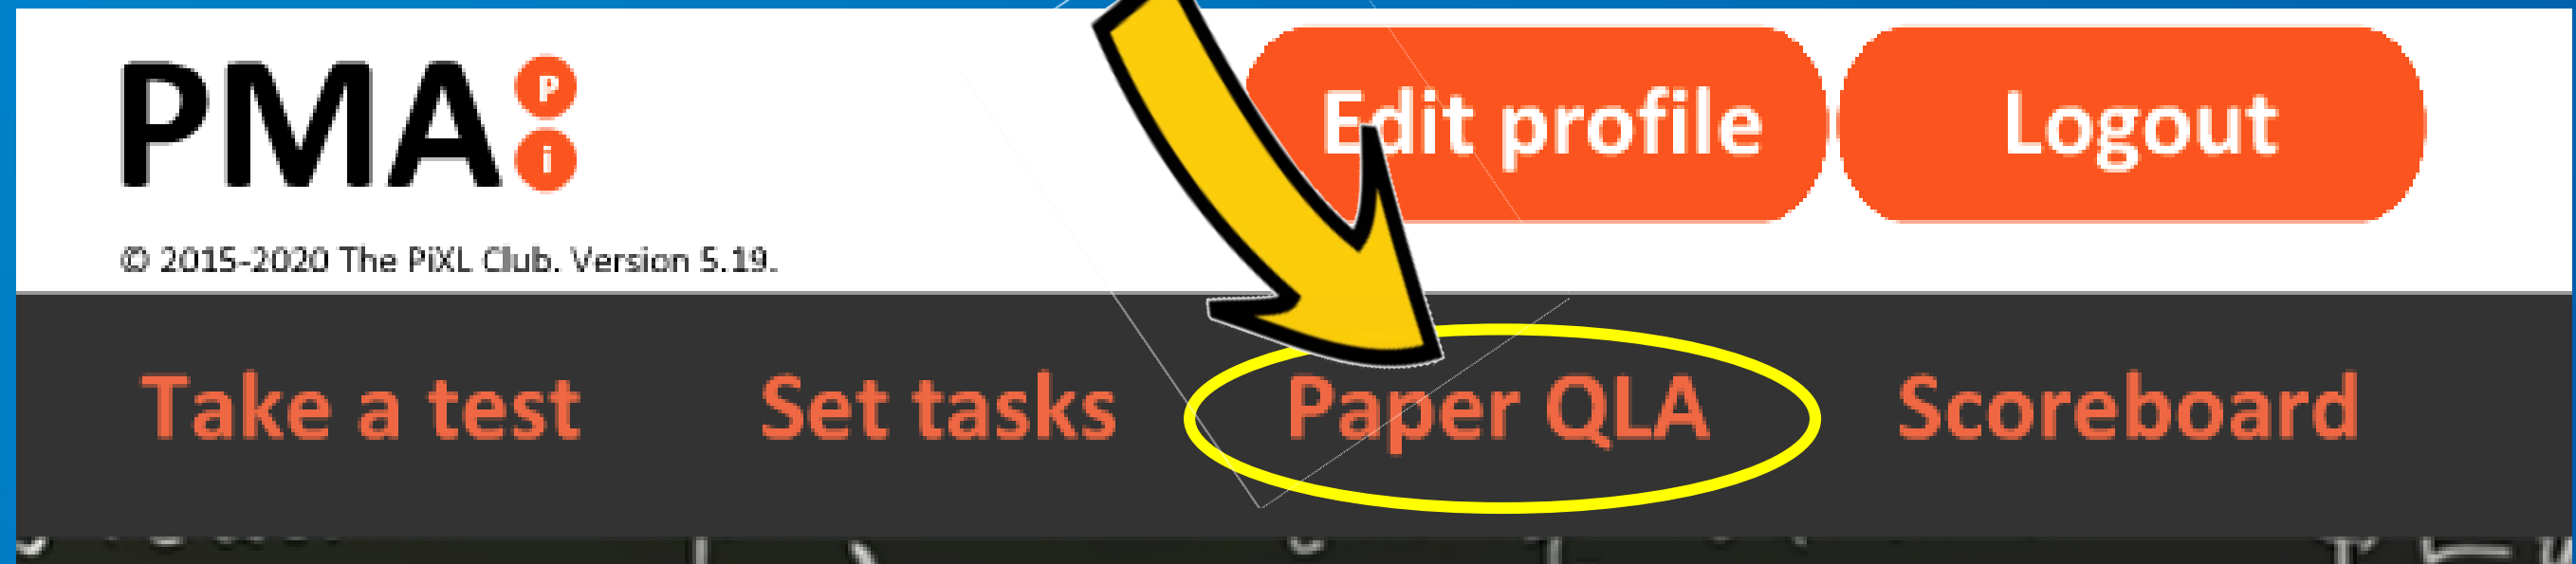 PMA Pi
Edit profile Logout
© 2015-2020 The PiXL Club. Version 5.19.
Take a test Set tasks Paper QLA Scoreboard